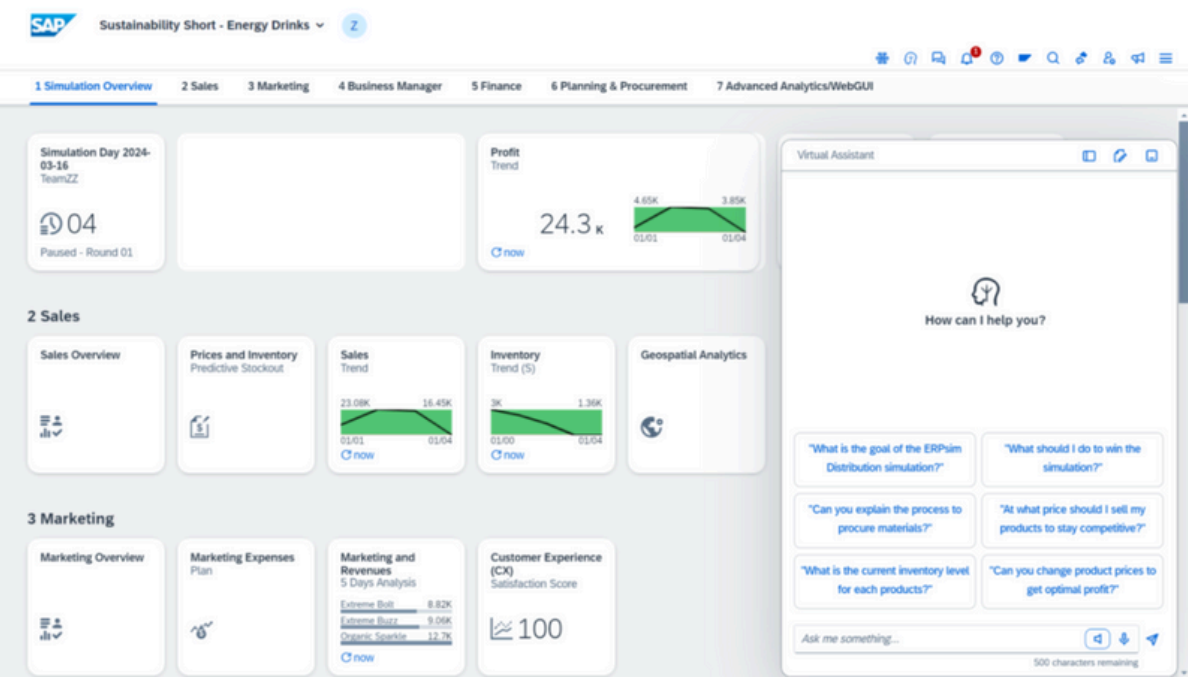 SAP
Sustainability Short - Energy Drinks
Z
1
1 Simulation Overview
2 Sales
3 Marketing
4 Business Manager
5 Finance
6 Planning & Procurement
7 Advanced Analytics/WebGUI
Simulation Day 2024-
03-16
TeamZZ
04
Paused - Round 01
Profit
Trend
24.3 K
4.65K
3.85K
01/01
01/04
now
2 Sales
Sales Overview
Prices and Inventory
Predictive Stockout
Sales
Trend
23.08K
16.45K
01/01
01/04
now
Inventory
Trend (S)
3K
1.36K
01/00
01/04
now
Geospatial Analytics
3 Marketing
Marketing Overview
Marketing Expenses
Plan
Marketing and
Revenues
5 Days Analysis
Extreme Bolt 8.82K
Extreme Buzz 9.06K
Organic Sparkle 12.7K
now
Customer Experience
(CX)
Satisfaction Score
100
Virtual Assistant
How can I help you?
"What is the goal of the ERPsim
Distribution simulation?"
"What should I do to win the
simulation?"
"Can you explain the process to
procure materials?"
"At what price should I sell my
products to stay competitive?"
"What is the current inventory level
for each products?"
"Can you change product prices to
get optimal profit?"
Ask me something...
500 characters remaining